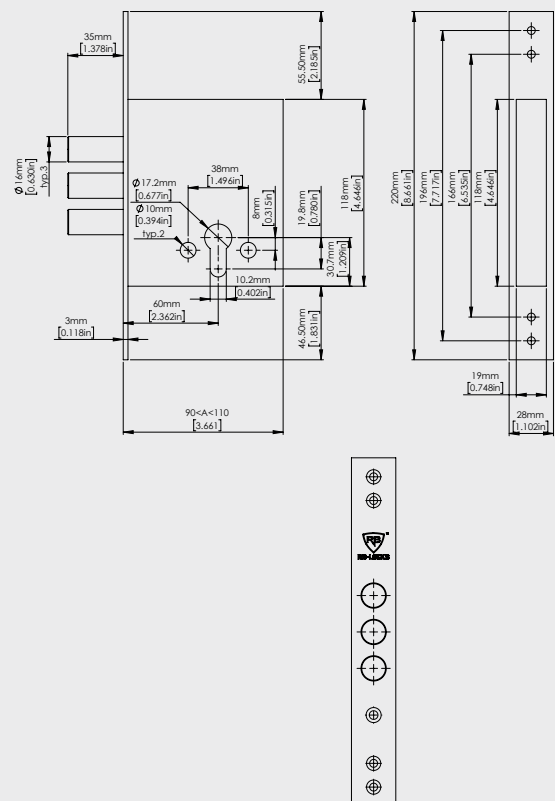 35mm
[1.378in]
55.50mm
[2.185in]
Ø16mm
[0.630in]
typ.3
Ø17.2mm
[0.677in]
Ø10mm
[0.394in]
typ.2
38mm
[1.496in]
8mm
[0.315in]
19.8mm
[0.780in]
118mm
[4.646in]
30.7mm
[1.209in]
10.2mm
[0.402in]
60mm
[2.362in]
3mm
[0.118in]
46.50mm
[1.831in]
90<A<110
[3.661]
220mm
[8.661in]
196mm
[7.717in]
166mm
[6.535in]
118mm
[4.646in]
19mm
[0.748in]
28mm
[1.102in]
RB
RB-LOCKS